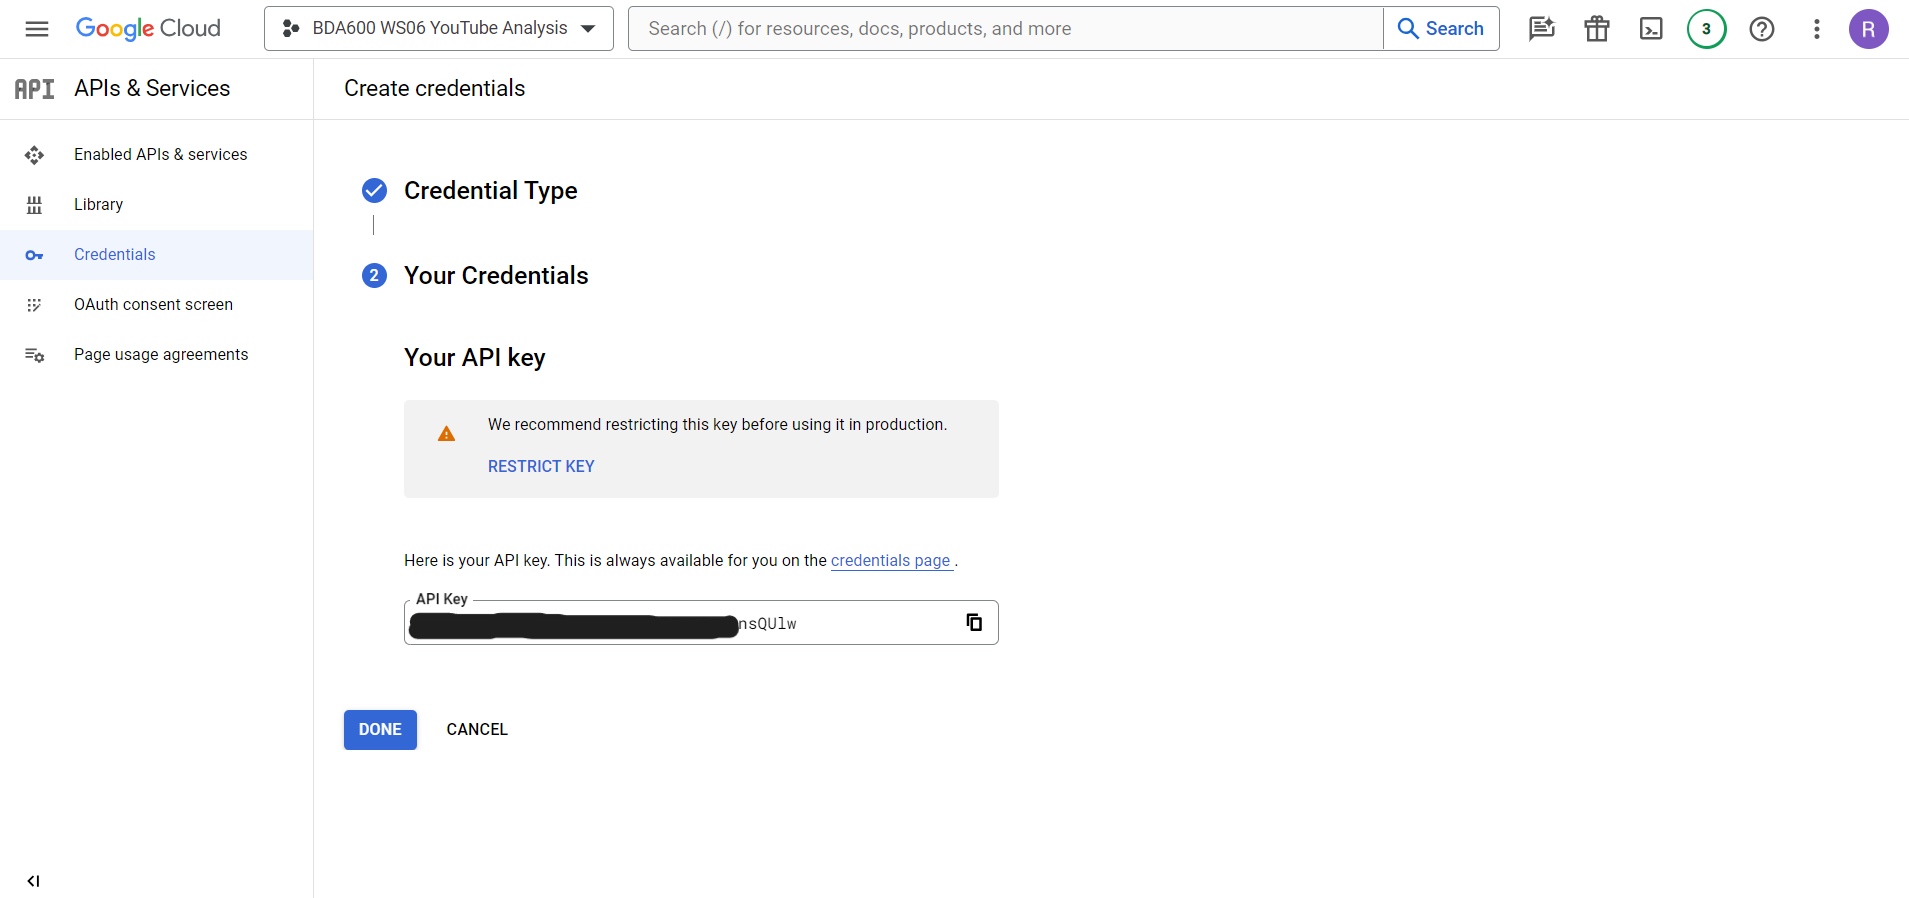 Google Cloud
BDA600 WS06 YouTube Analysis
Search (/) for resources, docs, products, and more
Search
3
R
API APIs & Services
Create credentials
Enabled APIs & services
Library
Credentials
OAuth consent screen
Page usage agreements
Credential Type
2 Your Credentials
Your API key
We recommend restricting this key before using it in production.
RESTRICT KEY
Here is your API key. This is always available for you on the credentials page .
API Key
nsQUlw
DONE
CANCEL